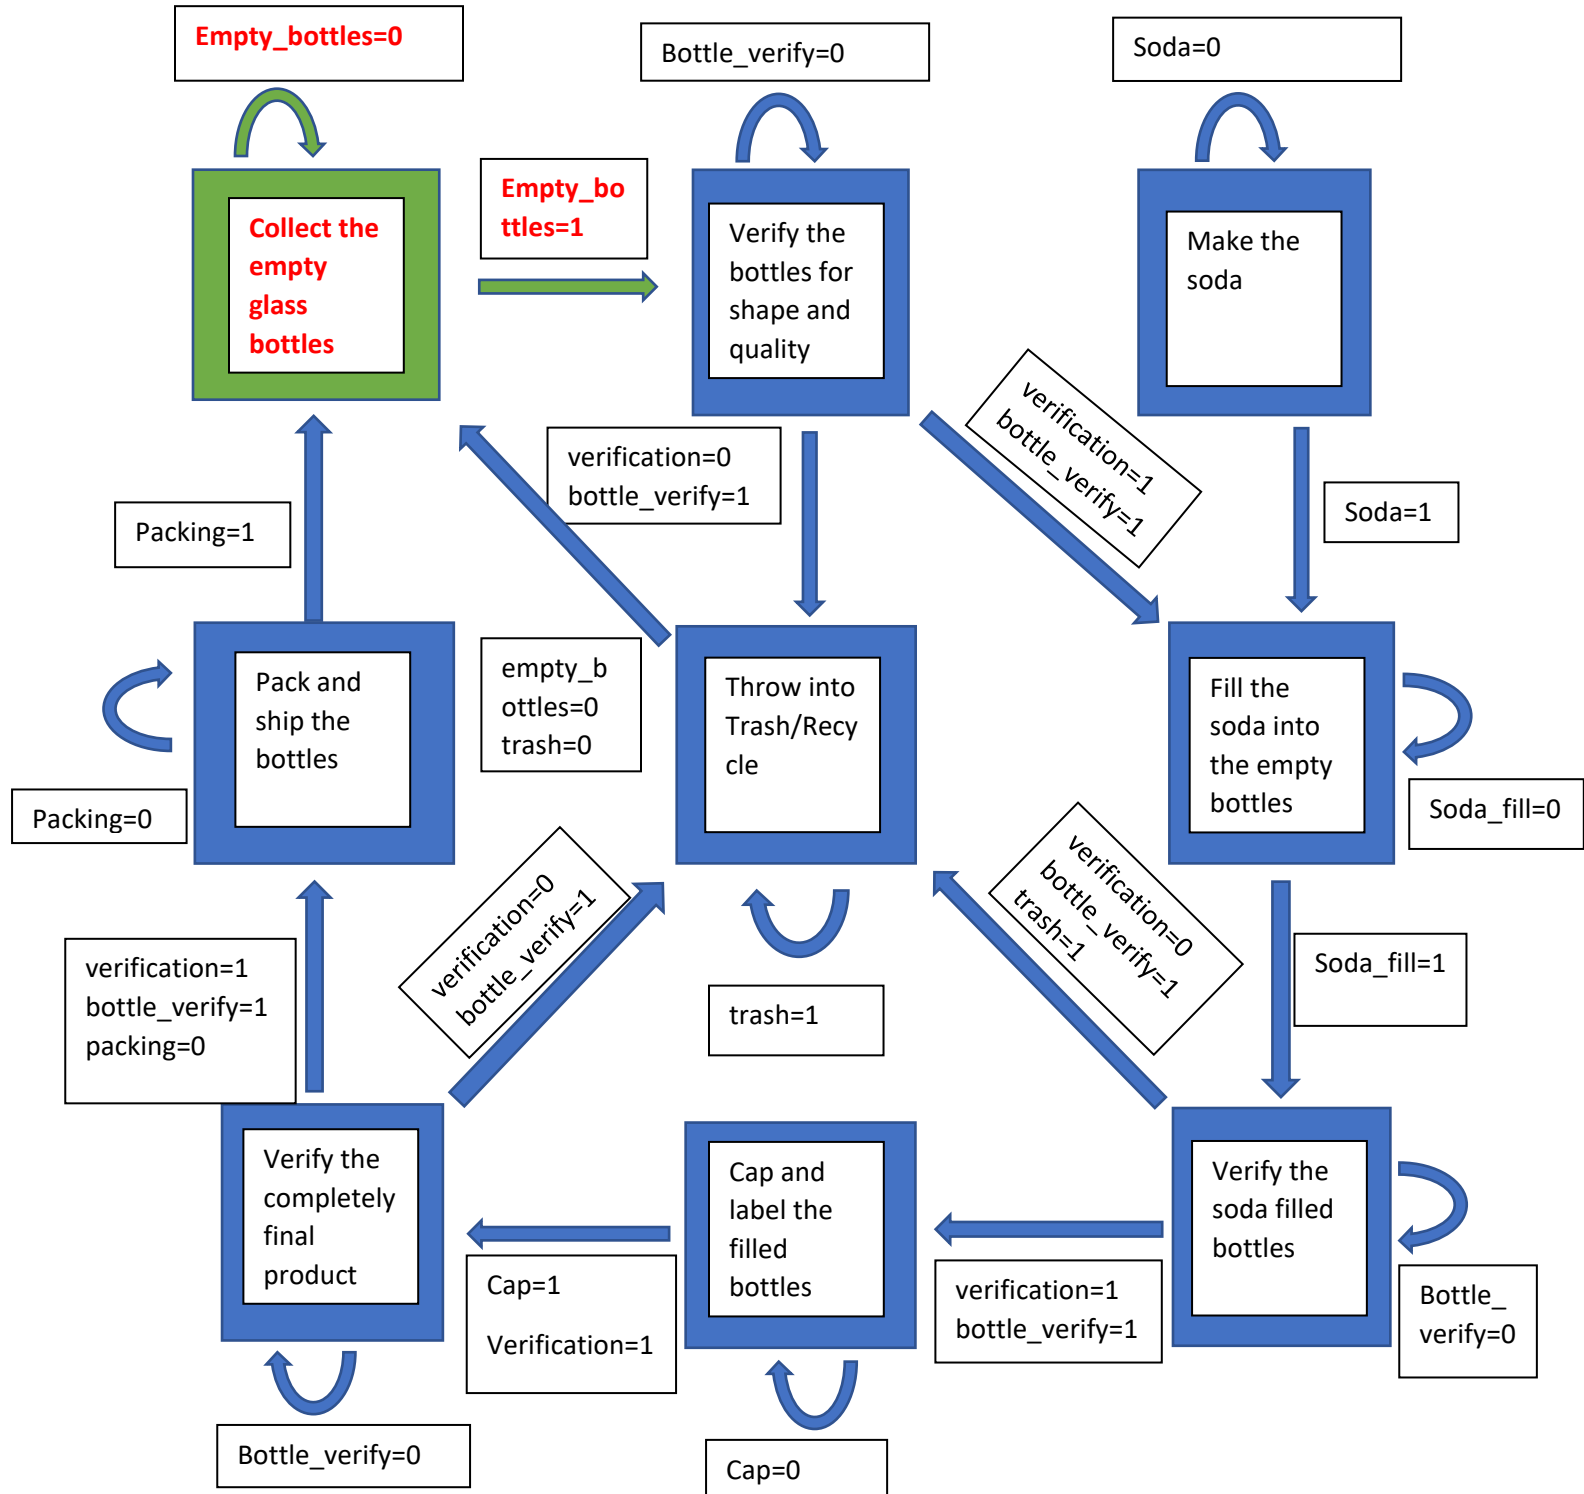 Empty_bottles=0
Bottle_verify=0
Soda=0
Collect the
empty
glass
bottles
Empty_bo
ttles=1
Verify the
bottles for
shape and
quality
Make the
soda
verification=0
bottle_verify=1
verification=1
bottle_verify=1
Soda=1
Packing=1
Pack and
ship the
bottles
empty_b
ottles=0
trash=0
Throw into
Trash/Recy
cle
Fill the
soda into
the empty
bottles
Packing=0
Soda_fill=0
verification=0
bottle_verify=1
verification=0
bottle_verify=1
trash=1
verification=1
bottle_verify=1
packing=0
trash=1
Soda_fill=1
Verify the
completely
final
product
Cap=1
Verification=1
Cap and
label the
filled
bottles
verification=1
bottle_verify=1
Verify the
soda filled
bottles
Bottle_
verify=0
Bottle_verify=0
Cap=0